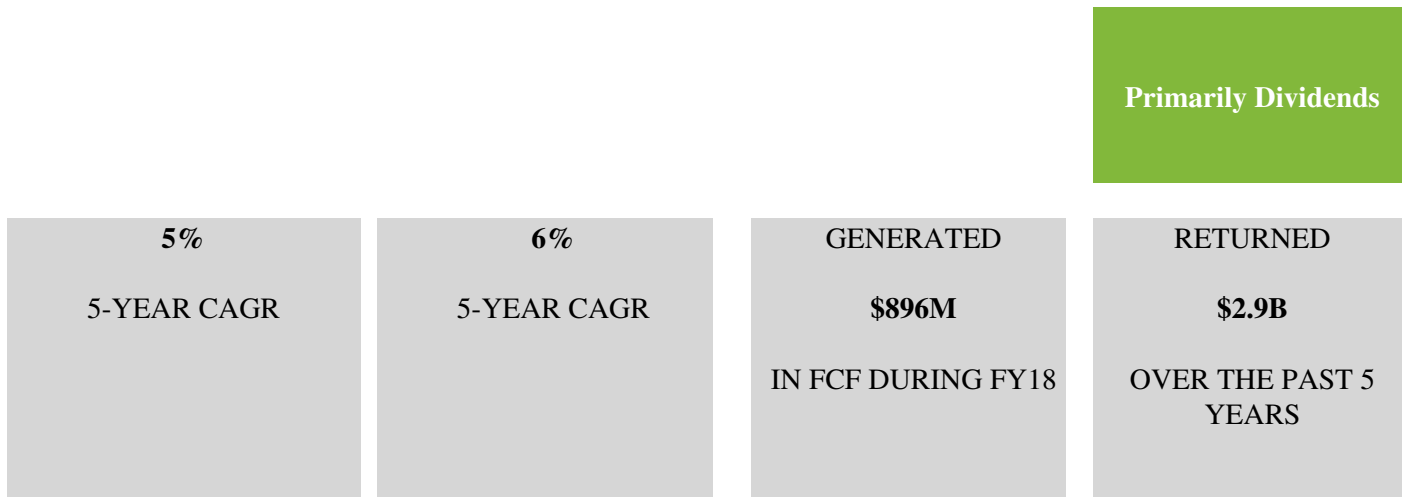 Primarily Dividends
5%
5-YEAR CAGR
6%
5-YEAR CAGR
GENERATED
$896M
IN FCF DURING FY18
RETURNED
$2.9B
OVER THE PAST 5
YEARS